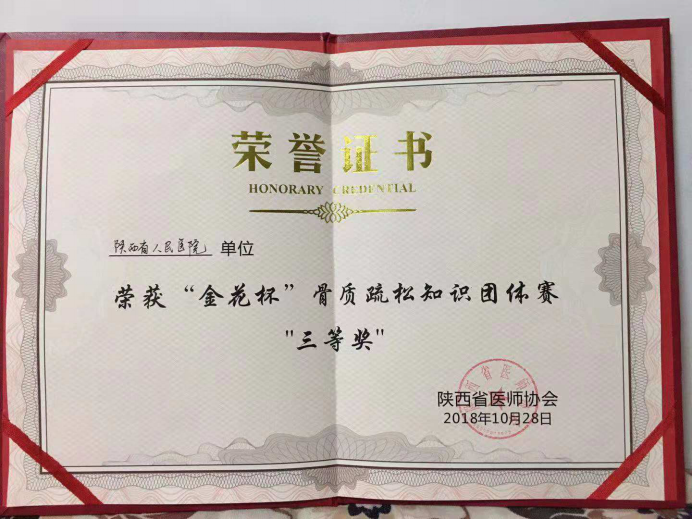 荣誉证书
HONORARY CREDENTIAL
陕西省人民医院 单位
荣获“金花杯”骨质疏松知识团体赛
"三等奖"
陕西省医师协会
2018年10月28日